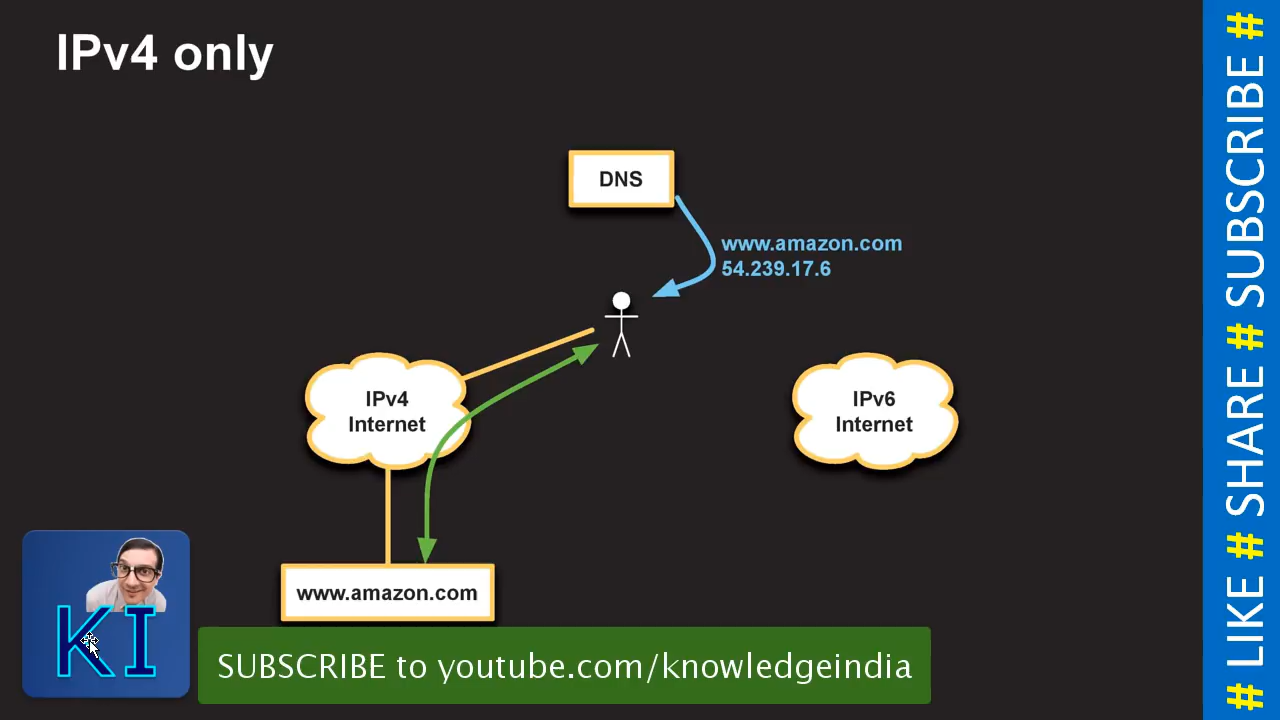 IPv4 only
DNS
www.amazon.com
54.239.17.6
IPv4
Internet
IPv6
Internet
www.amazon.com
KI
SUBSCRIBE to youtube.com/knowledgeindia
# LIKE # SHARE # SUBSCRIBE #